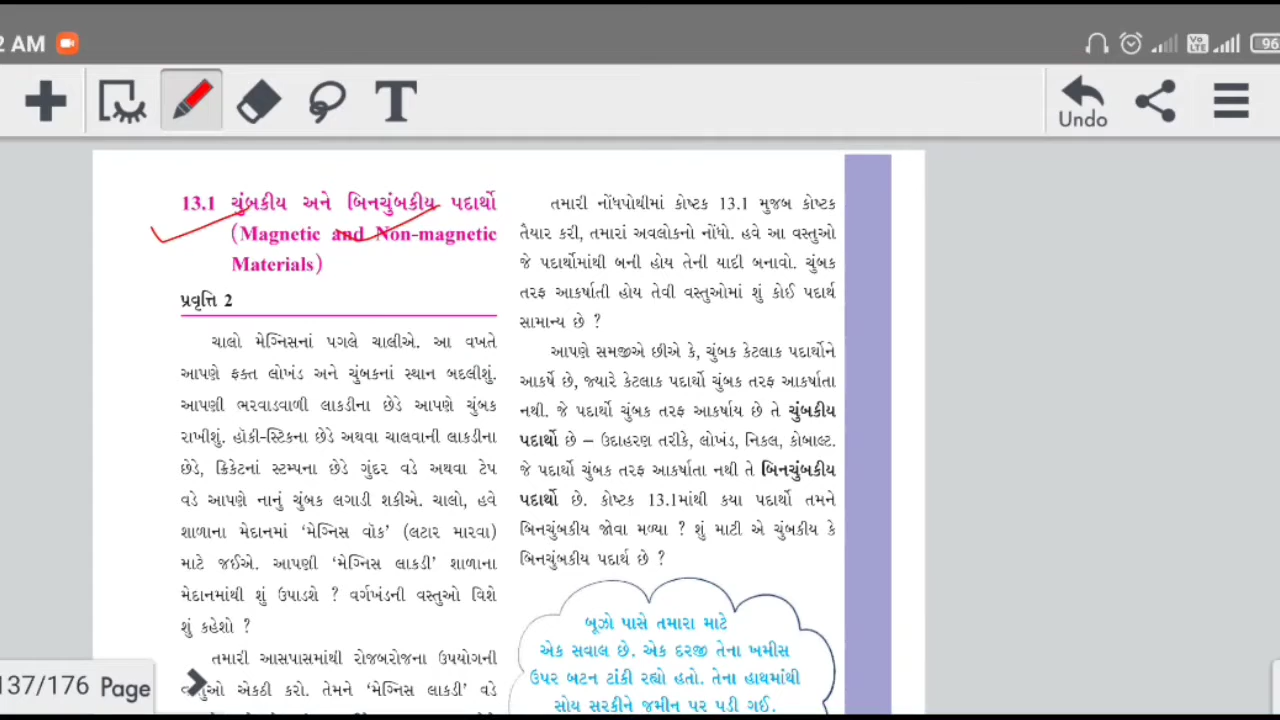 2 AM
96
Vo
LTE
T
Undo
13.1 ચુંબકીય અને બિનચુંબકીય પદાર્થો
(Magnetic and Non-magnetic
Materials)
પ્રવૃત્તિ 2
ચાલો મેગ્નિસનાં પગલે ચાલીએ. આ વખતે
આપણે ફક્ત લોખંડ અને ચુંબકનાં સ્થાન બદલીશું.
આપણી ભરવાડવાળી લાકડીના છેડે આપણે ચુંબક
રાખીશું. હૉકી-સ્ટિકના છેડે અથવા ચાલવાની લાકડીના
છેડે, ક્રિકેટનાં સ્ટમ્પના છેડે ગુંદર વડે અથવા ટેપ
વડે આપણે નાનું ચુંબક લગાડી શકીએ. ચાલો, હવે
શાળાના મેદાનમાં ‘મેગ્નિસ વૉક’ (લટાર મારવા)
માટે જઈએ. આપણી ‘મેગ્નિસ લાકડી’ શાળાના
મેદાનમાંથી શું ઉપાડશે ? વર્ગખંડની વસ્તુઓ વિશે
શું કહેશો ?
તમારી આસપાસમાંથી રોજબરોજના ઉપયોગની
વસ્તુઓ એકઠી કરો. તેમને ‘મેગ્નિસ લાકડી’ વડે
તમારી નોંધપોથીમાં કોષ્ટક 13.1 મુજબ કોષ્ટક
તૈયાર કરી, તમારાં અવલોકનો નોંધો. હવે આ વસ્તુઓ
જે પદાર્થોમાંથી બની હોય તેની યાદી બનાવો. ચુંબક
તરફ આકર્ષાતી હોય તેવી વસ્તુઓમાં શું કોઈ પદાર્થ
સામાન્ય છે ?
આપણે સમજીએ છીએ કે, ચુંબક કેટલાક પદાર્થોને
આકર્ષે છે, જ્યારે કેટલાક પદાર્થો ચુંબક તરફ આકર્ષાતા
નથી. જે પદાર્થો ચુંબક તરફ આકર્ષાય છે તે ચુંબકીય
પદાર્થો છે – ઉદાહરણ તરીકે, લોખંડ, નિકલ, કોબાલ્ટ.
જે પદાર્થો ચુંબક તરફ આકર્ષાતા નથી તે બિનચુંબકીય
પદાર્થો છે. કોષ્ટક 13.1માંથી કયા પદાર્થો તમને
બિનચુંબકીય જોવા મળ્યા ? શું માટી એ ચુંબકીય કે
બિનચુંબકીય પદાર્થ છે ?
બૂઝો પાસે તમારા માટે
એક સવાલ છે. એક દરજી તેના ખમીસ
ઉપર બટન ટાંકી રહ્યો હતો. તેના હાથમાંથી
સોય સરકીને જમીન પર પડી ગઈ.
137/176 Page